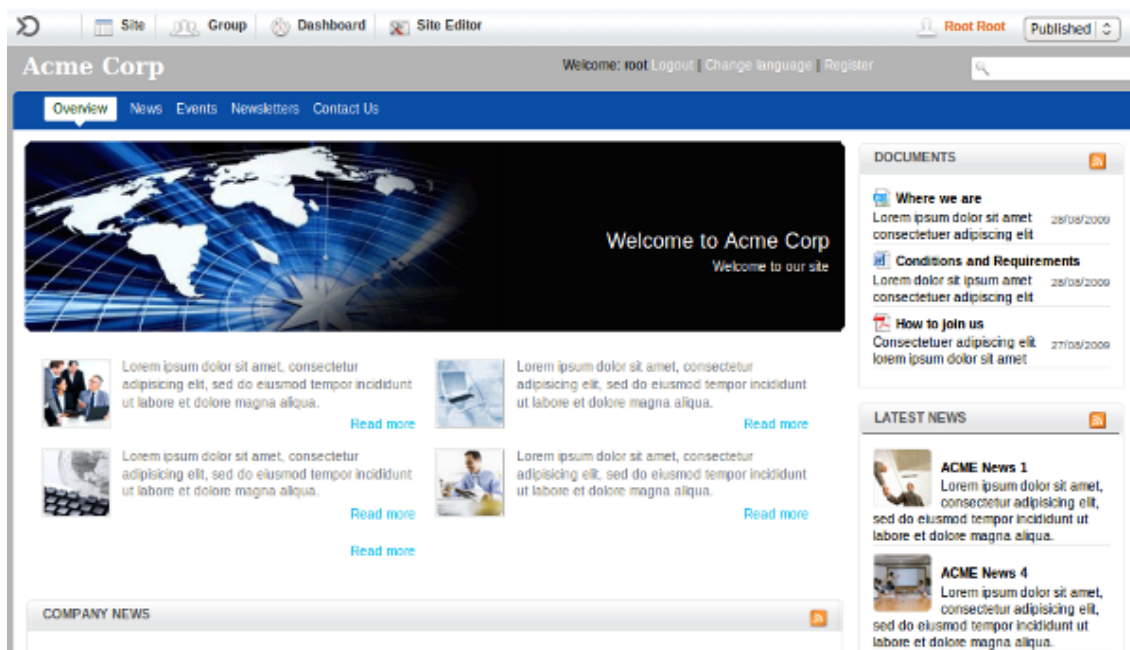 Site Group Dashboard Site Editor Root Root Published
Acme Corp Welcome: root Logout | Change language | Register
Overview News Events Newsletters Contact Us
Welcome to Acme Corp
Welcome to our site
Lorem ipsum dolor sit amet, consectetur
adipisicing elit, sed do eiusmod tempor incididunt
ut labore et dolore magna aliqua.
Read more
Lorem ipsum dolor sit amet, consectetur
adipisicing elit, sed do eiusmod tempor incididunt
ut labore et dolore magna aliqua.
Read more
Lorem ipsum dolor sit amet, consectetur
adipisicing elit, sed do eiusmod tempor incididunt
ut labore et dolore magna aliqua.
Read more
Lorem ipsum dolor sit amet, consectetur
adipisicing elit, sed do eiusmod tempor incididunt
ut labore et dolore magna aliqua.
Read more
Read more
COMPANY NEWS
DOCUMENTS
Where we are
Lorem ipsum dolor sit amet 28/08/2009
consectetuer adipiscing elit
Conditions and Requirements
Lorem dolor sit ipsum amet 28/08/2009
consectetuer adipiscing elit
How to join us
Consectetuer adipiscing elit 27/08/2009
lorem ipsum dolor sit amet
LATEST NEWS
ACME News 1
Lorem ipsum dolor sit amet,
consectetur adipisicing elit,
sed do eiusmod tempor incididunt ut
labore et dolore magna aliqua.
ACME News 4
Lorem ipsum dolor sit amet,
consectetur adipisicing elit,
sed do eiusmod tempor incididunt ut
labore et dolore magna aliqua.